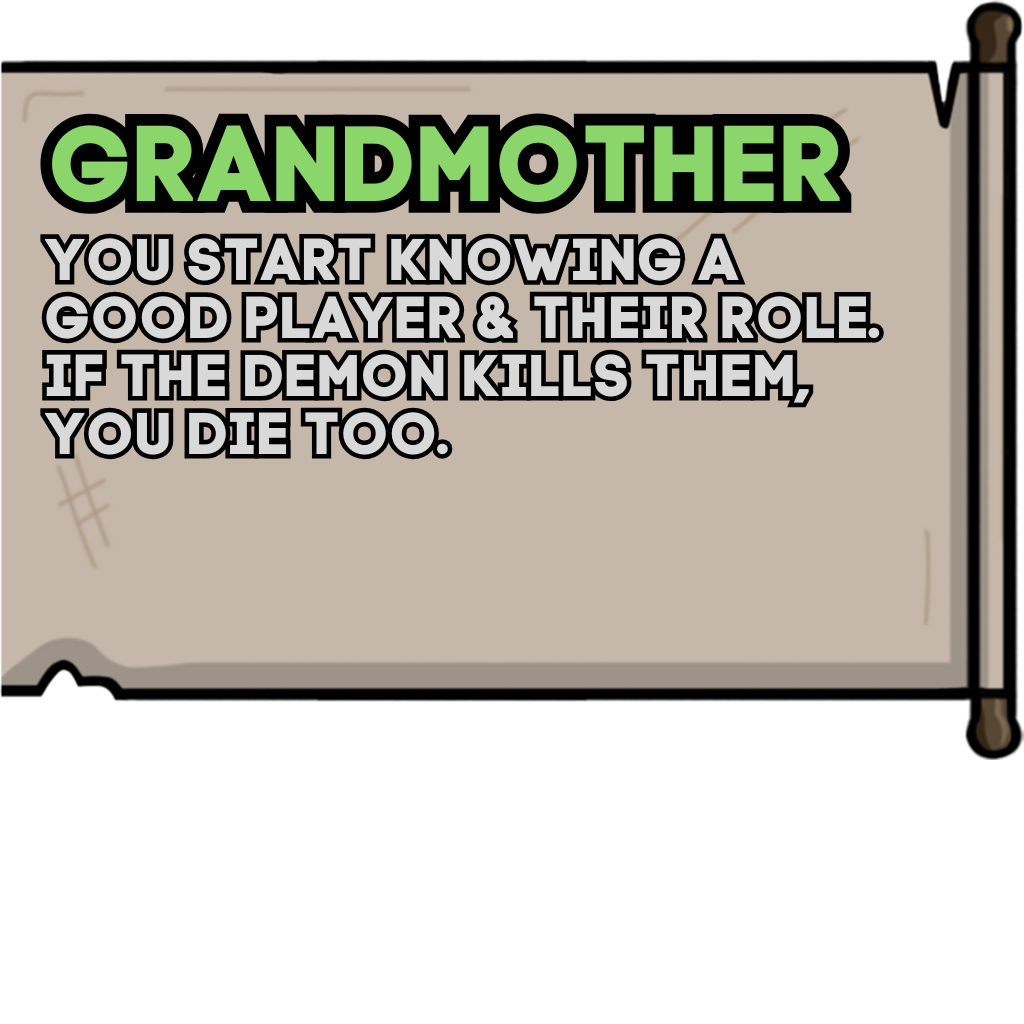 GRANDMOTHER
YOU START KNOWING A
GOOD PLAYER & THEIR ROLE.
IF THE DEMON KILLS THEM,
YOU DIE TOO.